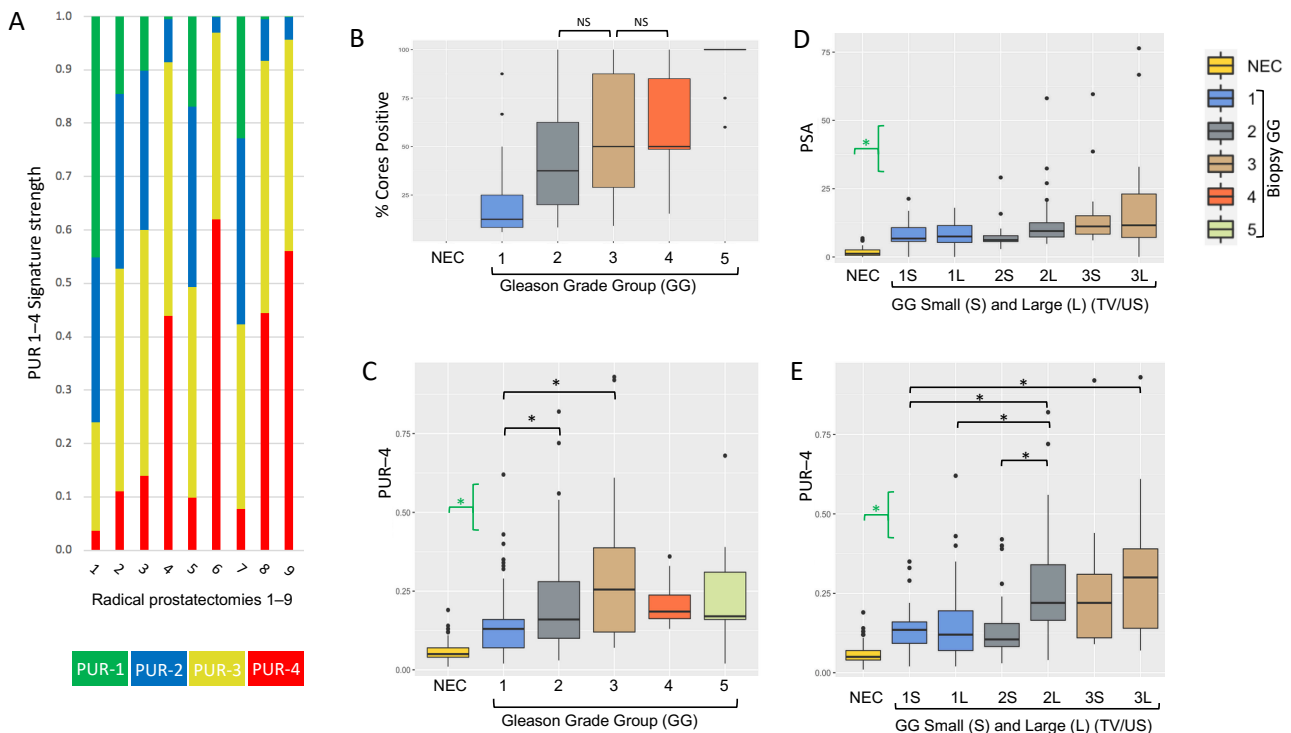 A
PUR 1–4 Signature strength
1.0
0.9
0.8
0.7
0.6
0.5
0.4
0.3
0.2
0.1
0.0
1 2 3 4 5 6 7 8 9
Radical prostatectomies 1–9
PUR-1 PUR-2 PUR-3 PUR-4
B
NS NS
% Cores Positive
100
75
50
25
NEC 1 2 3 4 5
Gleason Grade Group (GG)
C
PUR–4
0.75
0.50
0.25
0.00
*
*
*
NEC 1 2 3 4 5
Gleason Grade Group (GG)
D
PSA
75
50
25
0
*
NEC 1S 1L 2S 2L 3S 3L
GG Small (S) and Large (L) (TV/US)
NEC
1
2
3
4
5
Biopsy GG
E
PUR–4
0.75
0.50
0.25
0.00
*
*
*
*
*
NEC 1S 1L 2S 2L 3S 3L
GG Small (S) and Large (L) (TV/US)